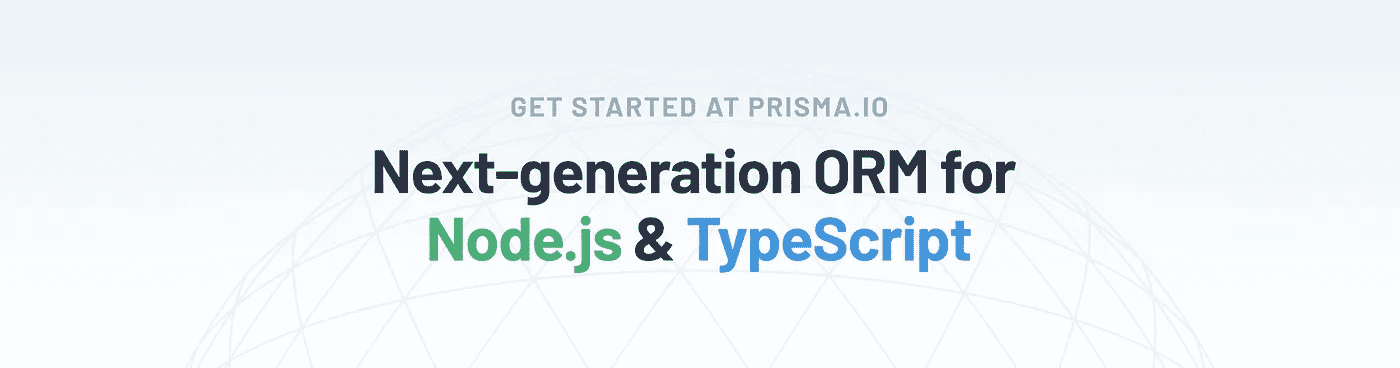 GET STARTED AT PRISMA.IO
Next-generation ORM for
Node.js & TypeScript